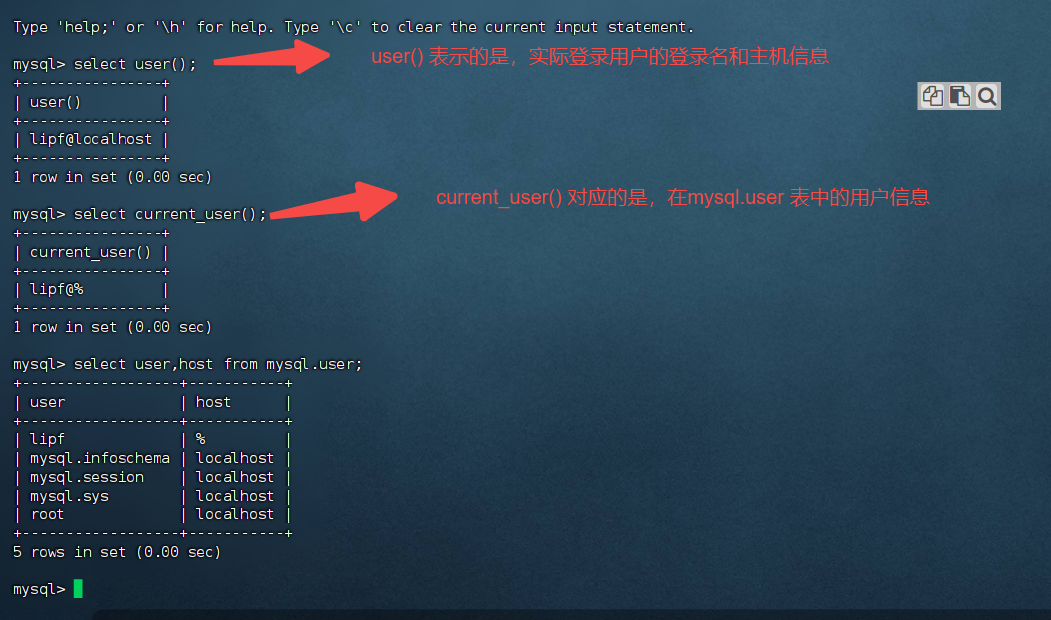 Type 'help;' or '\h' for help. Type '\c' to clear the current input statement.
mysql> select user();
user() 表示的是，实际登录用户的登录名和主机信息
+----------------+
| user()         |
+----------------+
| lipf@localhost |
+----------------+
1 row in set (0.00 sec)
mysql> select current_user();
current_user() 对应的是，在mysql.user 表中的用户信息
+----------------+
| current_user() |
+----------------+
| lipf@%         |
+----------------+
1 row in set (0.00 sec)
mysql> select user,host from mysql.user;
+------------------+-----------+
| user             | host      |
+------------------+-----------+
| lipf             | %         |
| mysql.infoschema | localhost |
| mysql.session    | localhost |
| mysql.sys        | localhost |
| root             | localhost |
+------------------+-----------+
5 rows in set (0.00 sec)
mysql>